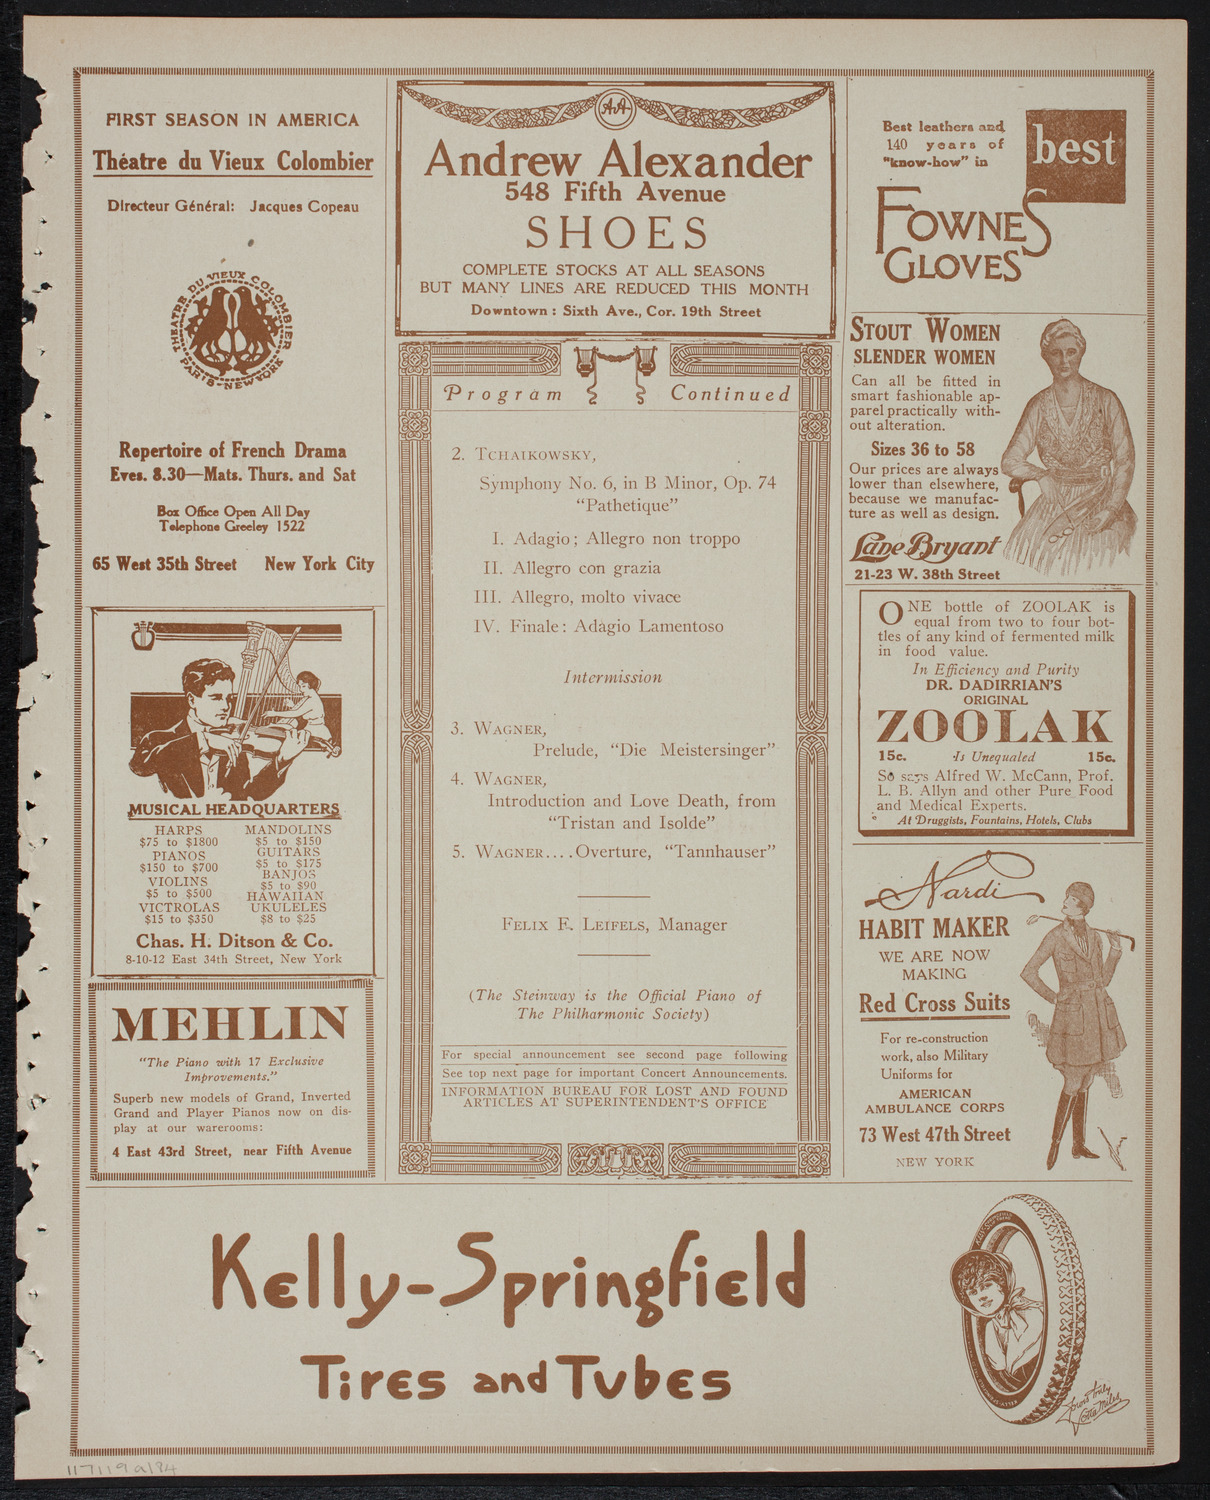 FIRST SEASON IN AMERICA
Théatre du Vieux Colombier
Directeur Général: Jacques Copeau
THEATRE DU VIEUX COLOMBIER
PARIS-NEW YORK
Repertoire of French Drama
Eves. 8.30—Mats. Thurs. and Sat
Box Office Open All Day
Telephone Greeley 1522
65 West 35th Street New York City
MUSICAL HEADQUARTERS
HARPS
$75 to $1800
PIANOS
$150 to $700
VIOLINS
$5 to $500
VICTROLAS
$15 to $350
MANDOLINS
$5 to $150
GUITARS
$5 to $175
BANJOS
$5 to $90
HAWAIIAN
UKULELES
$8 to $25
Chas. H. Ditson & Co.
8-10-12 East 34th Street, New York
MEHLIN
"The Piano with 17 Exclusive
Improvements."
Superb new models of Grand, Inverted
Grand and Player Pianos now on dis-
play at our warerooms:
4 East 43rd Street, near Fifth Avenue
AA
Andrew Alexander
548 Fifth Avenue
SHOES
COMPLETE STOCKS AT ALL SEASONS
BUT MANY LINES ARE REDUCED THIS MONTH
Downtown: Sixth Ave., Cor. 19th Street
Program Continued
2. TCHAIKOWSKY,
Symphony No. 6, in B Minor, Op. 74
"Pathetique"
I. Adagio; Allegro non troppo
II. Allegro con grazia
III. Allegro, molto vivace
IV. Finale: Adagio Lamentoso
Intermission
3. WAGNER,
Prelude, "Die Meistersinger"
4. WAGNER,
Introduction and Love Death, from
"Tristan and Isolde"
5. WAGNER....Overture, "Tannhauser"
FELIX F. LEIFELS, Manager
(The Steinway is the Official Piano of
The Philharmonic Society)
For special announcement see second page following
See top next page for important Concert Announcements.
INFORMATION BUREAU FOR LOST AND FOUND
ARTICLES AT SUPERINTENDENT'S OFFICE
Best leathers and
140 years of
"know-how" in
best
FOWNES
GLOVES
STOUT WOMEN
SLENDER WOMEN
Can all be fitted in
smart fashionable ap-
parel practically with-
out alteration.
Sizes 36 to 58
Our prices are always
lower than elsewhere,
because we manufac-
ture as well as design.
Lane Bryant
21-23 W. 38th Street
ONE bottle of ZOOLAK is
equal from two to four bot-
tles of any kind of fermented milk
in food value.
In Efficiency and Purity
DR. DADIRRIAN'S
ORIGINAL
ZOOLAK
15c. Is Unequaled 15c.
So says Alfred W. McCann, Prof.
L. B. Allyn and other Pure Food
and Medical Experts.
At Druggists, Fountains, Hotels, Clubs
Nardi
HABIT MAKER
WE ARE NOW
MAKING
Red Cross Suits
For re-construction
work, also Military
Uniforms for
AMERICAN
AMBULANCE CORPS
73 West 47th Street
NEW YORK
Kelly-Springfield
Tires and Tubes
Yours truly
Lotta Miles